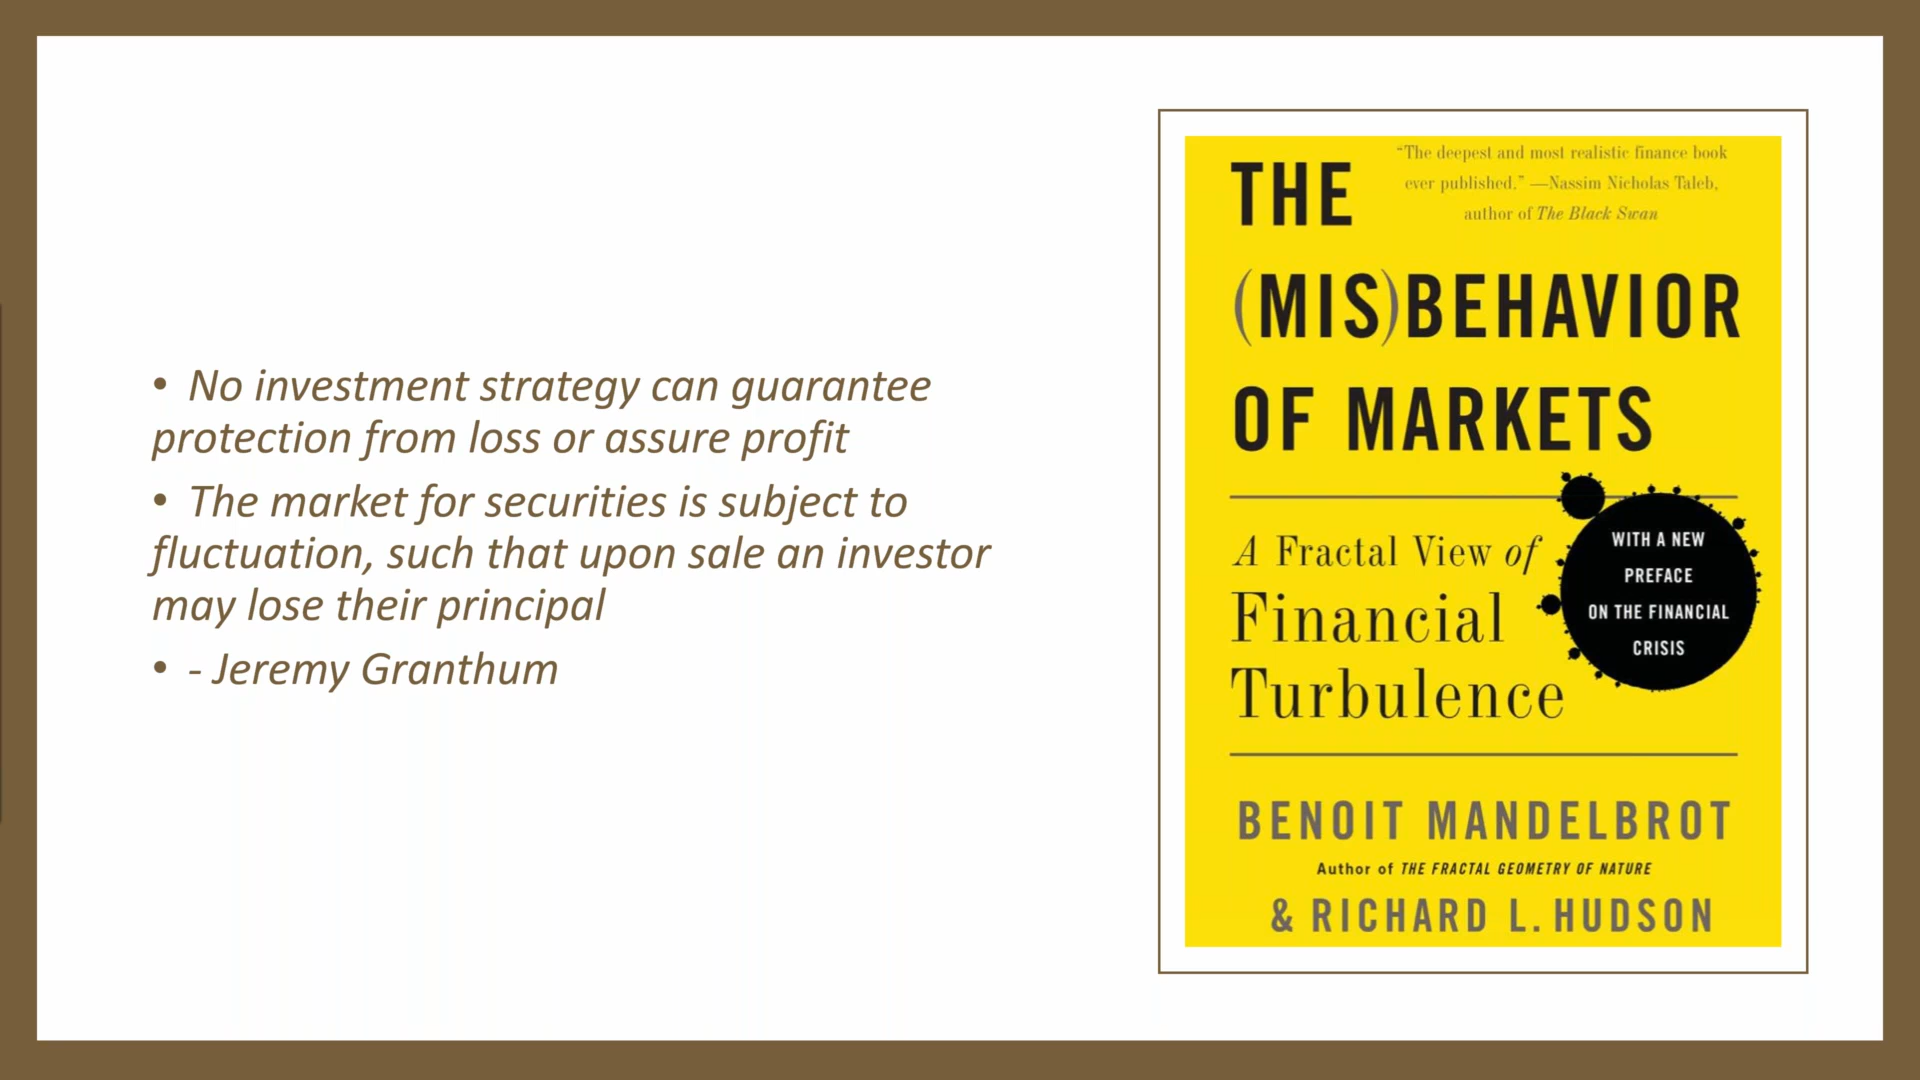 • No investment strategy can guarantee
protection from loss or assure profit
• The market for securities is subject to
fluctuation, such that upon sale an investor
may lose their principal
• - Jeremy Granthum
THE
“The deepest and most realistic finance book
ever published.” —Nassim Nicholas Taleb,
author of The Black Swan
(MIS)BEHAVIOR
OF MARKETS
A Fractal View of
Financial
Turbulence
WITH A NEW
PREFACE
ON THE FINANCIAL
CRISIS
BENOIT MANDELBROT
Author of THE FRACTAL GEOMETRY OF NATURE
& RICHARD L. HUDSON